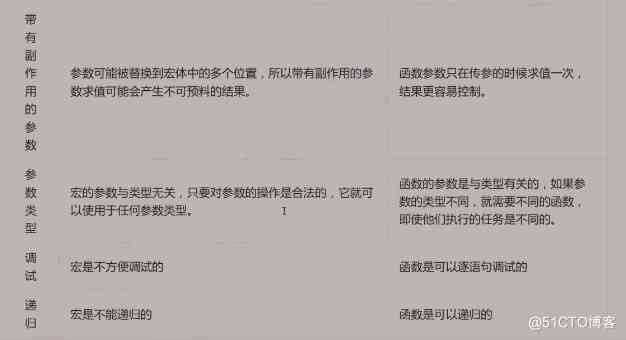 带有副作用的参数
参数可能被替换到宏体中的多个位置，所以带有副作用的参
数求值可能会产生不可预料的结果。
函数参数只在传参的时候求值一次，
结果更容易控制。
参数类型
宏的参数与类型无关，只要对参数的操作是合法的，它就可
以使用于任何参数类型。
函数的参数是与类型有关的，如果参
数的类型不同，就需要不同的函数，
即使他们执行的任务是不同的。
调试
宏是不方便调试的
函数是可以逐语句调试的
递归
宏是不能递归的
函数是可以递归的
@51CTO博客